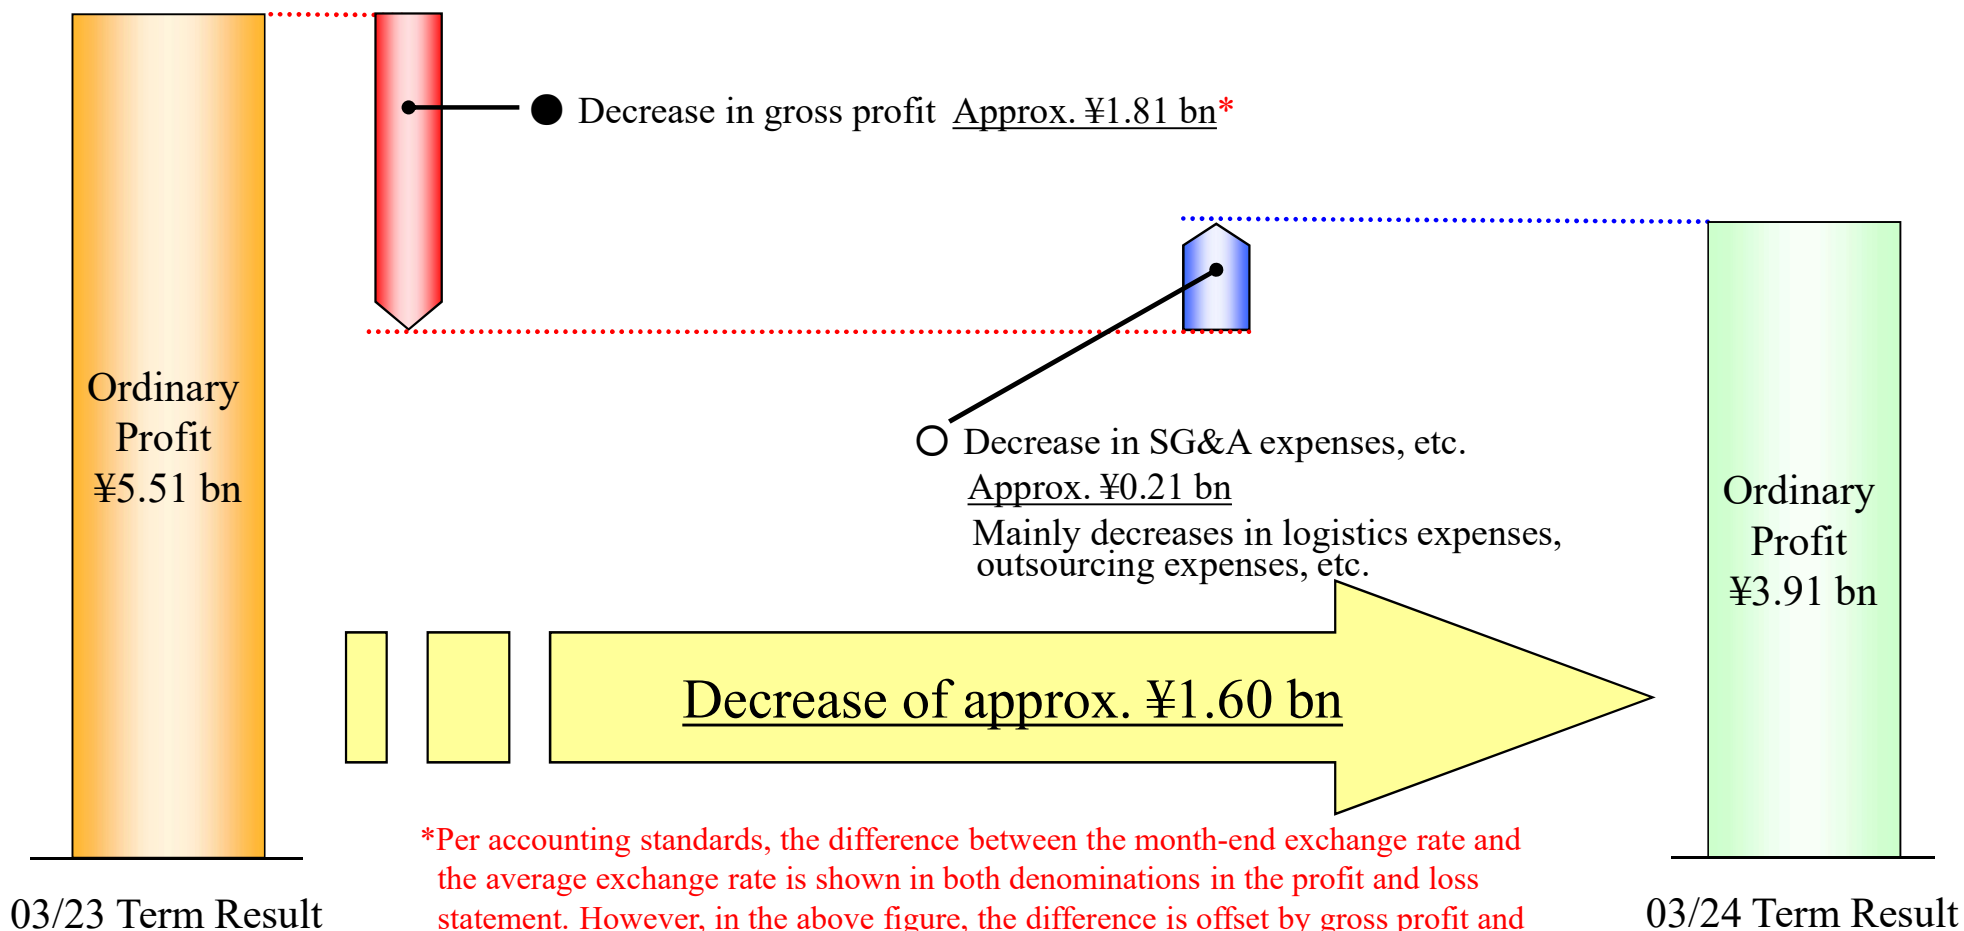 ● Decrease in gross profit Approx. ¥1.81 bn*
Ordinary
Profit
¥5.51 bn
○ Decrease in SG&A expenses, etc.
Approx. ¥0.21 bn
Mainly decreases in logistics expenses,
outsourcing expenses, etc.
Ordinary
Profit
¥3.91 bn
Decrease of approx. ¥1.60 bn
*Per accounting standards, the difference between the month-end exchange rate and
the average exchange rate is shown in both denominations in the profit and loss
statement. However, in the above figure, the difference is offset by gross profit and
03/23 Term Result
03/24 Term Result